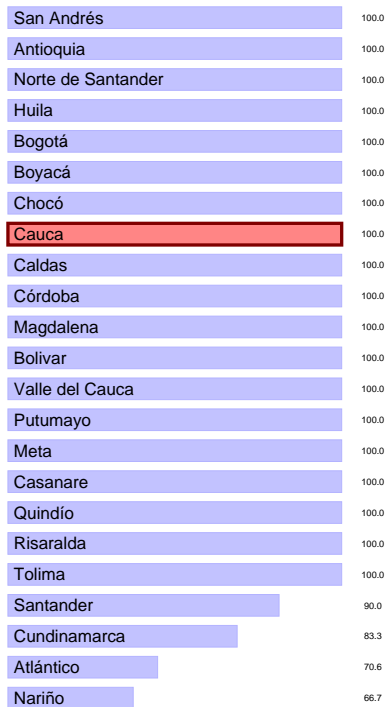 San Andrés 100.0
Antioquia 100.0
Norte de Santander 100.0
Huila 100.0
Bogotá 100.0
Boyacá 100.0
Chocó 100.0
Cauca 100.0
Caldas 100.0
Córdoba 100.0
Magdalena 100.0
Bolivar 100.0
Valle del Cauca 100.0
Putumayo 100.0
Meta 100.0
Casanare 100.0
Quindío 100.0
Risaralda 100.0
Tolima 100.0
Santander 90.0
Cundinamarca 83.3
Atlántico 70.6
Nariño 66.7